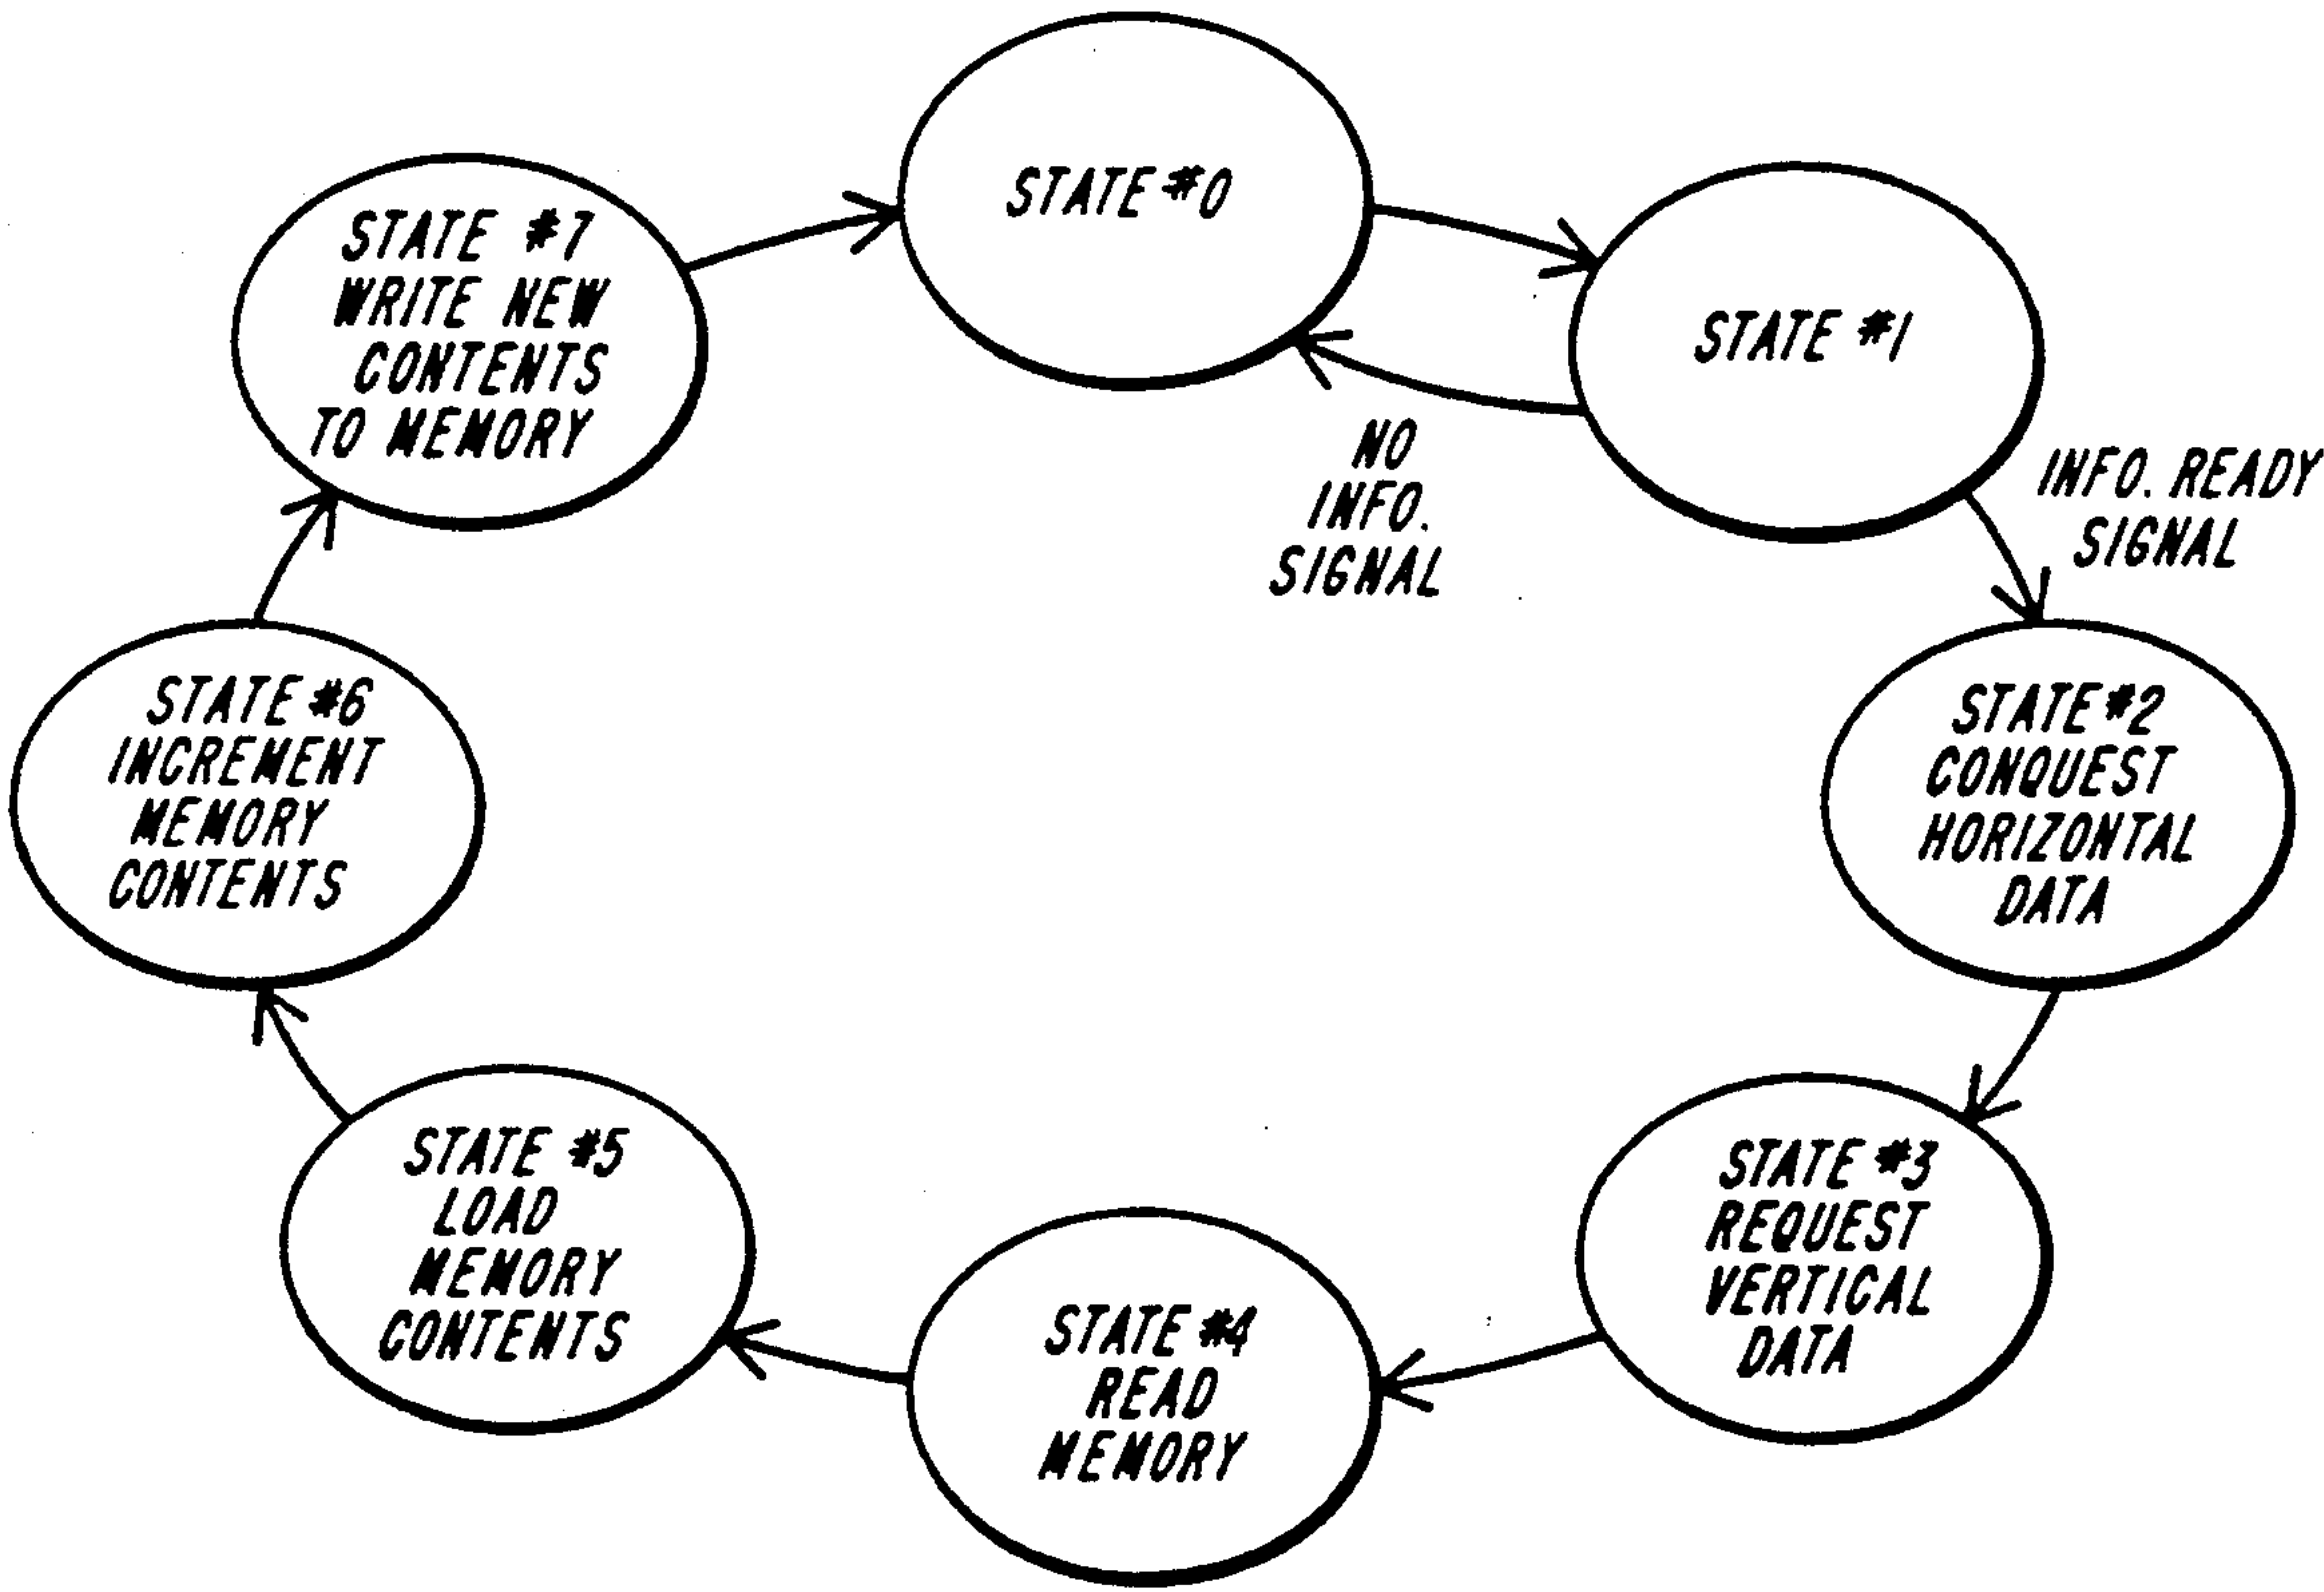 STATE #0
STATE #1
NO
INFO.
SIGNAL
INFO. READY
SIGNAL
STATE #2
CONQUEST
HORIZONTAL
DATA
STATE #3
REQUEST
VERTICAL
DATA
STATE #4
READ
MEMORY
STATE #5
LOAD
MEMORY
CONTENTS
STATE #6
INCREMENT
MEMORY
CONTENTS
STATE #7
WRITE NEW
CONTENTS
TO MEMORY